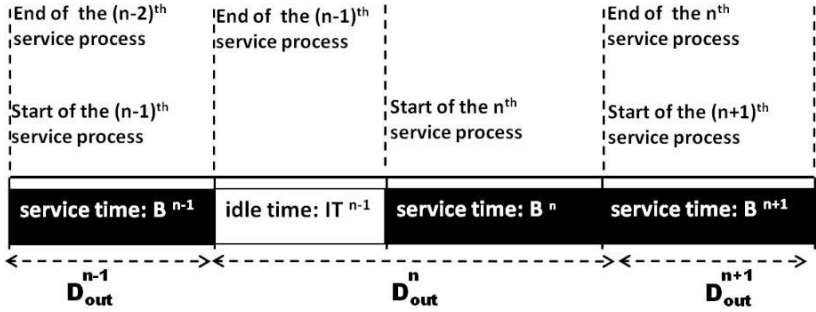 End of the (n-2)th
service process
End of the (n-1)th
service process
End of the nth
service process
Start of the (n-1)th
service process
Start of the nth
service process
Start of the (n+1)th
service process
service time: B n-1
idle time: IT n-1
service time: B n
service time: B n+1
n-1
Dout
n
Dout
n+1
Dout